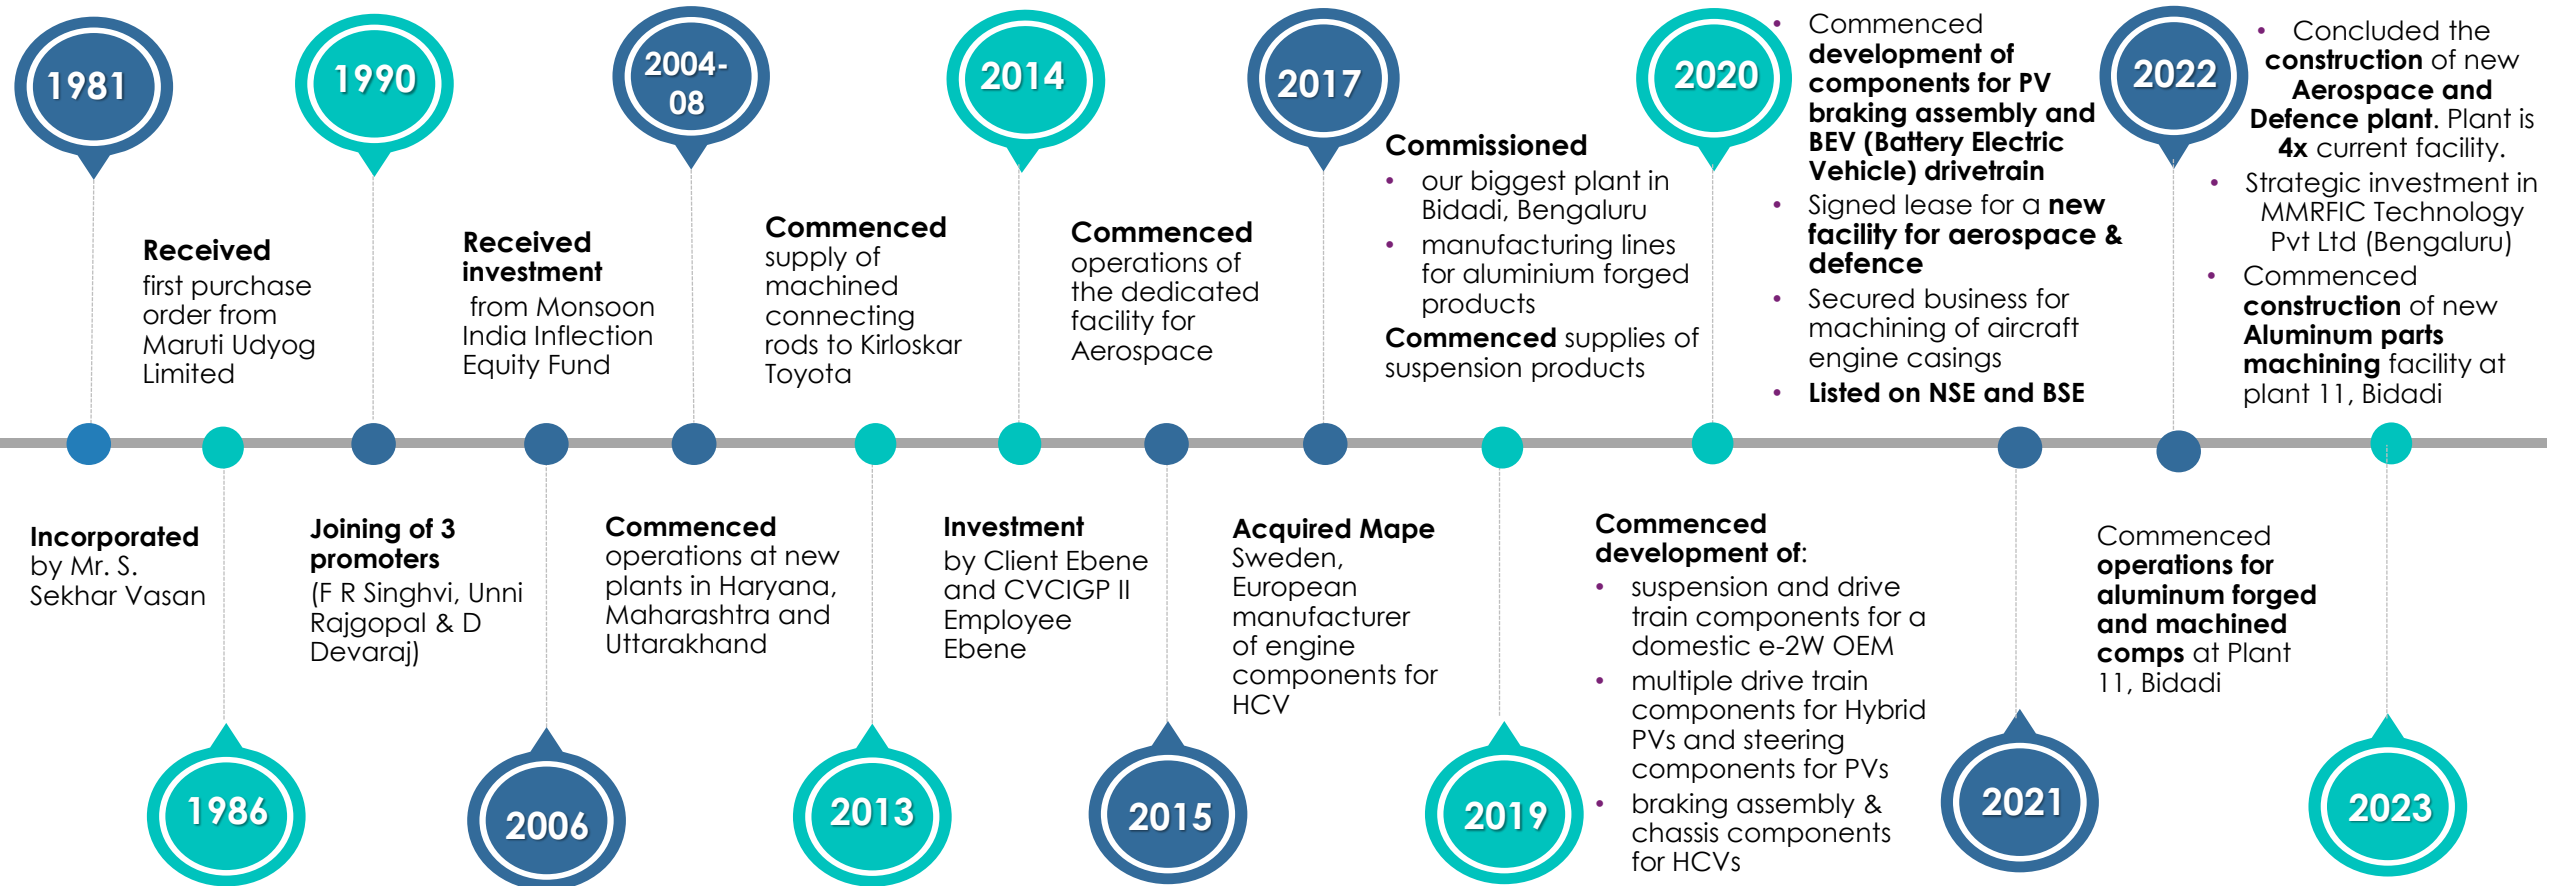 1981
1990
2004-
08
2014
2017
2020
2022
Received
first purchase
order from
Maruti Udyog
Limited
Received
investment
from Monsoon
India Inflection
Equity Fund
Commenced
supply of
machined
connecting
rods to Kirloskar
Toyota
Commenced
operations of
the dedicated
facility for
Aerospace
Commissioned
• our biggest plant in
Bidadi, Bengaluru
• manufacturing lines
for aluminium forged
products
Commenced supplies of
suspension products
• Commenced
development of
components for PV
braking assembly and
BEV (Battery Electric
Vehicle) drivetrain
• Signed lease for a new
facility for aerospace &
defence
• Secured business for
machining of aircraft
engine casings
• Listed on NSE and BSE
• Concluded the
construction of new
Aerospace and
Defence plant. Plant is
4x current facility.
• Strategic investment in
MMRFIC Technology
Pvt Ltd (Bengaluru)
• Commenced
construction of new
Aluminum parts
machining facility at
plant 11, Bidadi
Incorporated
by Mr. S.
Sekhar Vasan
Joining of 3
promoters
(F R Singhvi, Unni
Rajgopal & D
Devaraj)
Commenced
operations at new
plants in Haryana,
Maharashtra and
Uttarakhand
Investment
by Client Ebene
and CVCIGP II
Employee
Ebene
Acquired Mape
Sweden,
European
manufacturer
of engine
components for
HCV
Commenced
development of:
• suspension and drive
train components for a
domestic e-2W OEM
• multiple drive train
components for Hybrid
PVs and steering
components for PVs
• braking assembly &
chassis components
for HCVs
Commenced
operations for
aluminum forged
and machined
comps at Plant
11, Bidadi
1986
2006
2013
2015
2019
2021
2023